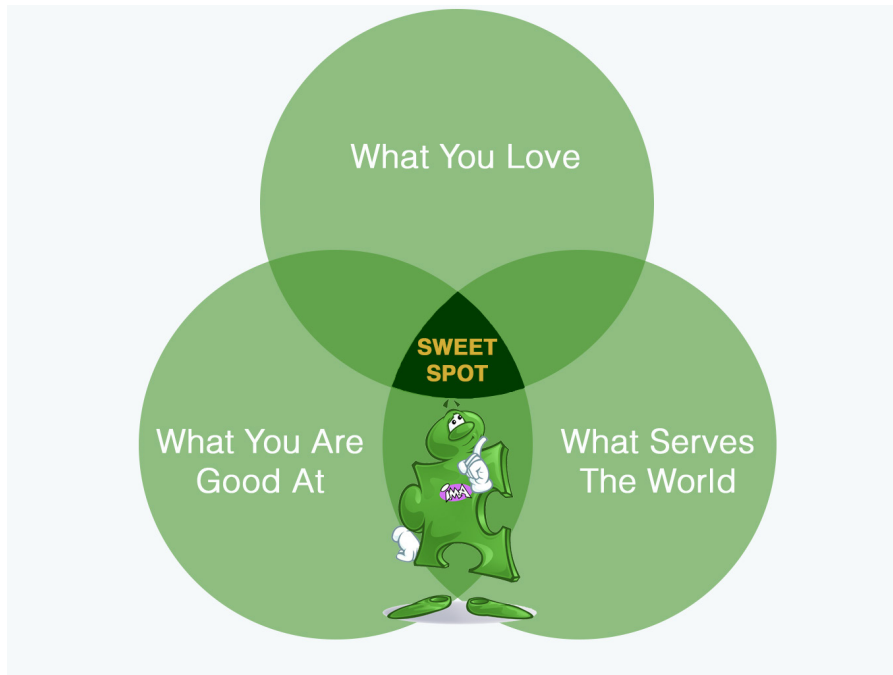 What You Love
SWEET
SPOT
What You Are
Good At
What Serves
The World
IMA